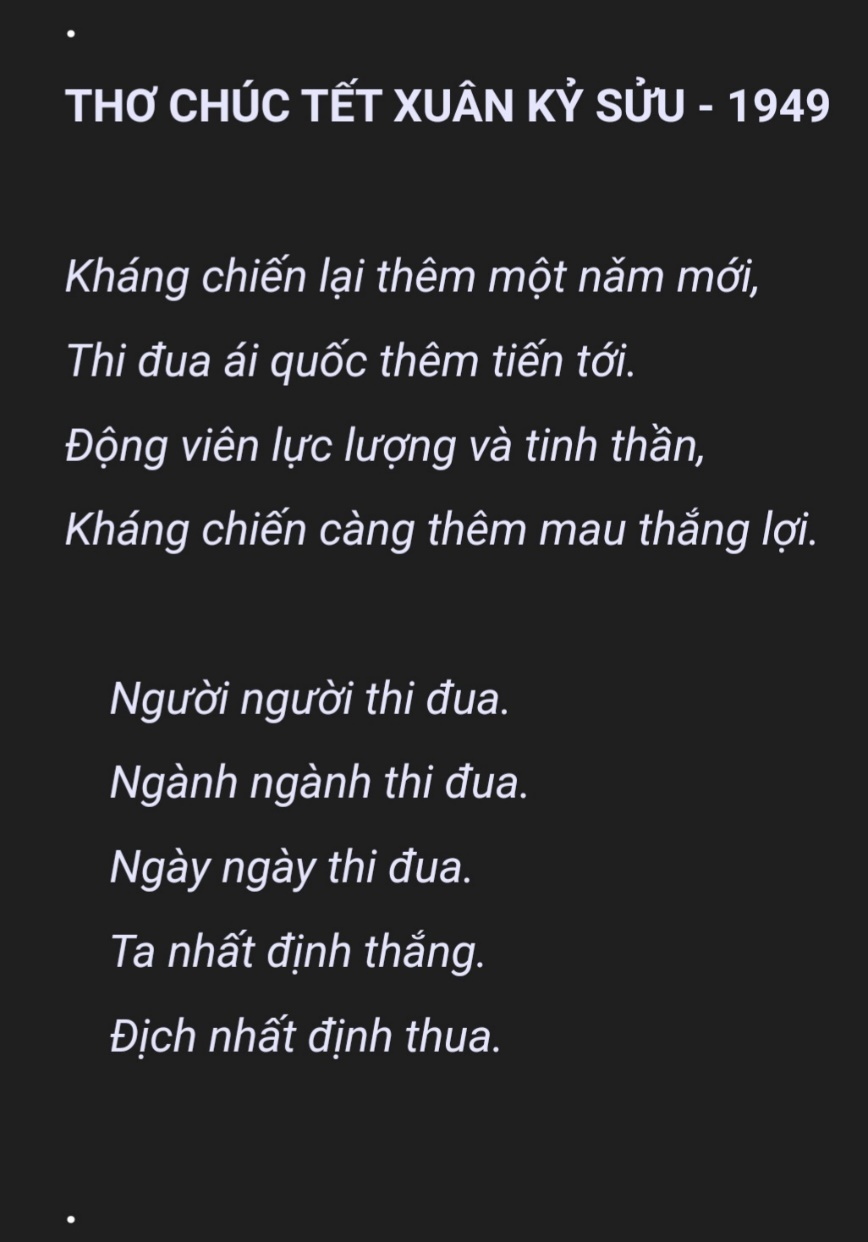 THƠ CHÚC TẾT XUÂN KỶ SỬU - 1949
Kháng chiến lại thêm một năm mới,
Thi đua ái quốc thêm tiến tới.
Động viên lực lượng và tinh thần,
Kháng chiến càng thêm mau thắng lợi.
Người người thi đua.
Ngành ngành thi đua.
Ngày ngày thi đua.
Ta nhất định thắng.
Địch nhất định thua.